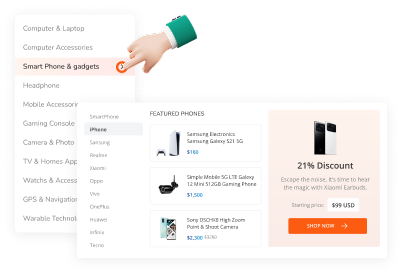 Computer & Laptop
Computer Accessories
Smart Phone & gadgets
Headphone
Mobile Accessorie
Gaming Console
Camera & Photo
TV & Homes App
Watchs & Access
GPS & Navigation
Warable Technolo
SmartPhone
iPhone
Samsung
Realme
Xiaomi
Oppo
Vivo
OnePlus
Huawei
Infinix
Tecno
FEATURED PHONES
Samsung Electronics
Samsung Galaxy S21 5G
$160
Simple Mobile 5G LTE Galaxy
12 Mini 512GB Gaming Phone
$1,500
Sony DSCHX8 High Zoom
Point & Shoot Camera
$2,300
21% Discount
Escape the noise, It's time to hear
the magic with Xiaomi Earbuds.
Starting price:
$99 USD
SHOP NOW